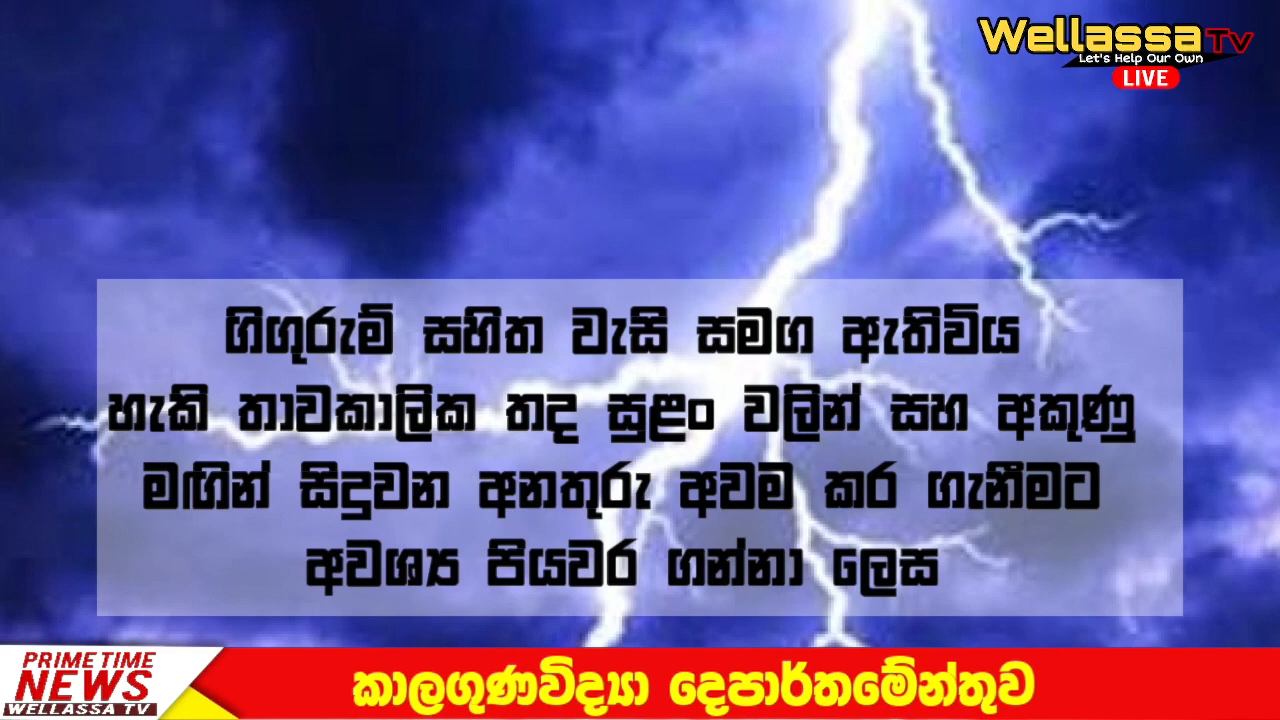 Wellassa Tv
Let's Help Our Own
LIVE
ගිගුරුම් සහිත වැසි සමග ඇතිවිය
හැකි තාවකාලික තද සුළං වලින් සහ අකුණු
මඟින් සිදුවන අනතුරු අවම කර ගැනීමට
අවශ්‍ය පියවර ගන්නා ලෙස
PRIME TIME
NEWS
WELLASSA TV
කාලගුණවිද්‍යා දෙපාර්තමේන්තුව